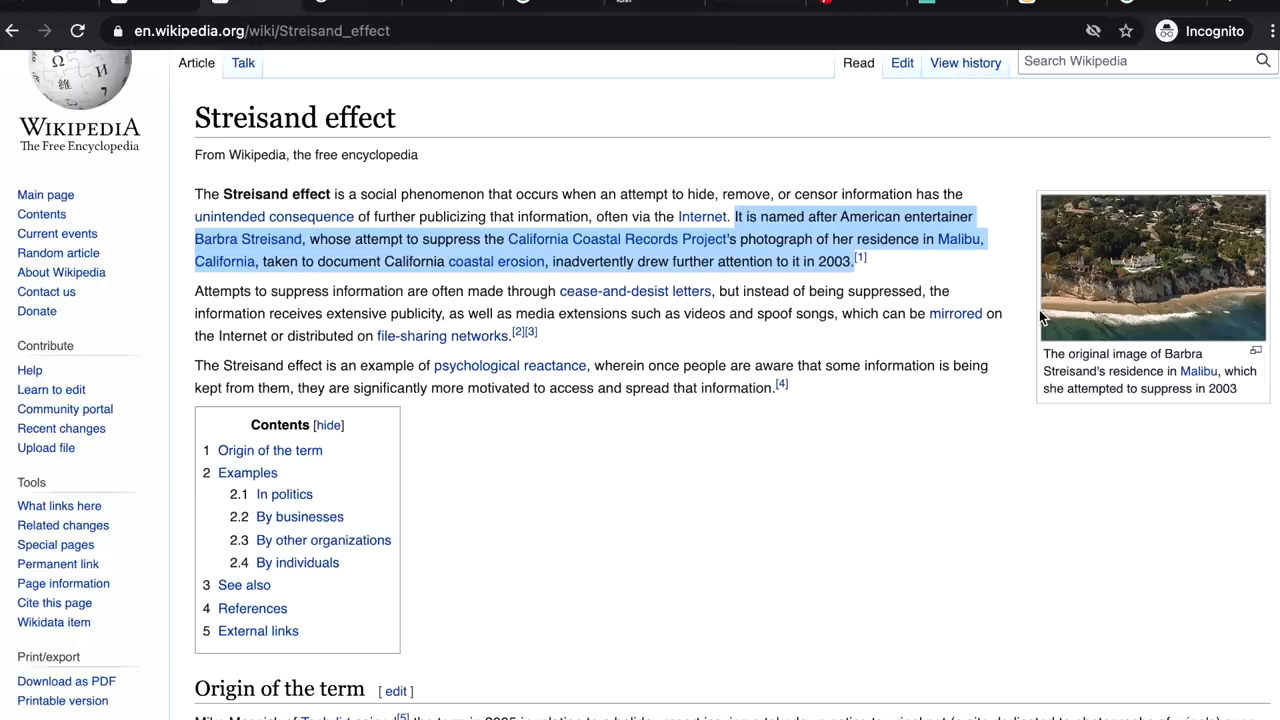 en.wikipedia.org/wiki/Streisand_effect
Incognito
Article Talk Read Edit View history Search Wikipedia
WIKIPEDIA
The Free Encyclopedia
Main page
Contents
Current events
Random article
About Wikipedia
Contact us
Donate
Contribute
Help
Learn to edit
Community portal
Recent changes
Upload file
Tools
What links here
Related changes
Special pages
Permanent link
Page information
Cite this page
Wikidata item
Print/export
Download as PDF
Printable version
Streisand effect
From Wikipedia, the free encyclopedia
The Streisand effect is a social phenomenon that occurs when an attempt to hide, remove, or censor information has the
unintended consequence of further publicizing that information, often via the Internet. It is named after American entertainer
Barbra Streisand, whose attempt to suppress the California Coastal Records Project's photograph of her residence in Malibu,
California, taken to document California coastal erosion, inadvertently drew further attention to it in 2003.[1]
Attempts to suppress information are often made through cease-and-desist letters, but instead of being suppressed, the
information receives extensive publicity, as well as media extensions such as videos and spoof songs, which can be mirrored on
the Internet or distributed on file-sharing networks.[2][3]
The Streisand effect is an example of psychological reactance, wherein once people are aware that some information is being
kept from them, they are significantly more motivated to access and spread that information.[4]
The original image of Barbra
Streisand's residence in Malibu, which
she attempted to suppress in 2003
Contents [hide]
1 Origin of the term
2 Examples
2.1 In politics
2.2 By businesses
2.3 By other organizations
2.4 By individuals
3 See also
4 References
5 External links
Origin of the term [ edit ]